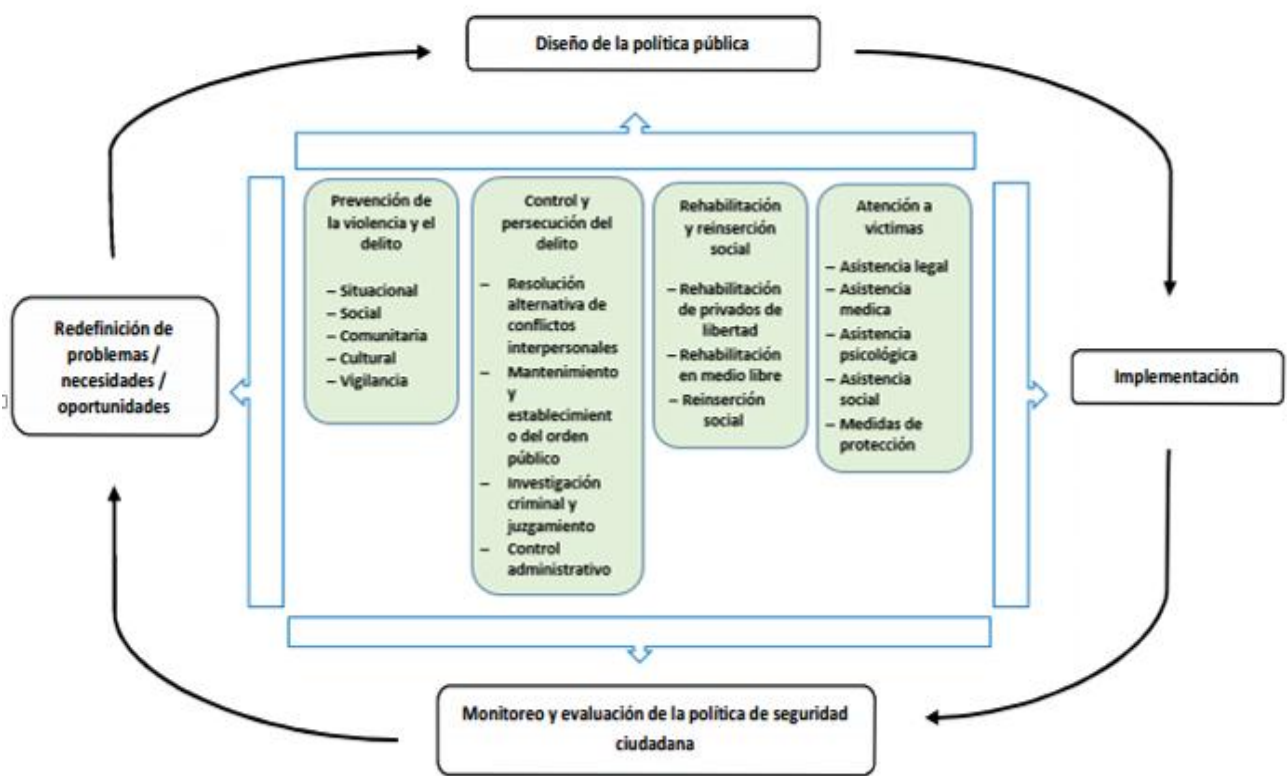 Diseño de la política pública
Prevención de
la violencia y el
delito
– Situacional
– Social
– Comunitaria
– Cultural
– Vigilancia
Control y
persecución del
delito
– Resolución
alternativa de
conflictos
interpersonales
– Mantenimiento
y
establecimient
o del orden
público
– Investigación
criminal y
juzgamiento
– Control
administrativo
Rehabilitación
y reinserción
social
– Rehabilitación
de privados de
libertad
– Rehabilitación
en medio libre
– Reinserción
social
Atención a
victimas
– Asistencia legal
– Asistencia
medica
– Asistencia
psicológica
– Asistencia
social
– Medidas de
protección
Redefinición de
problemas /
necesidades /
oportunidades
Implementación
Monitoreo y evaluación de la política de seguridad
ciudadana